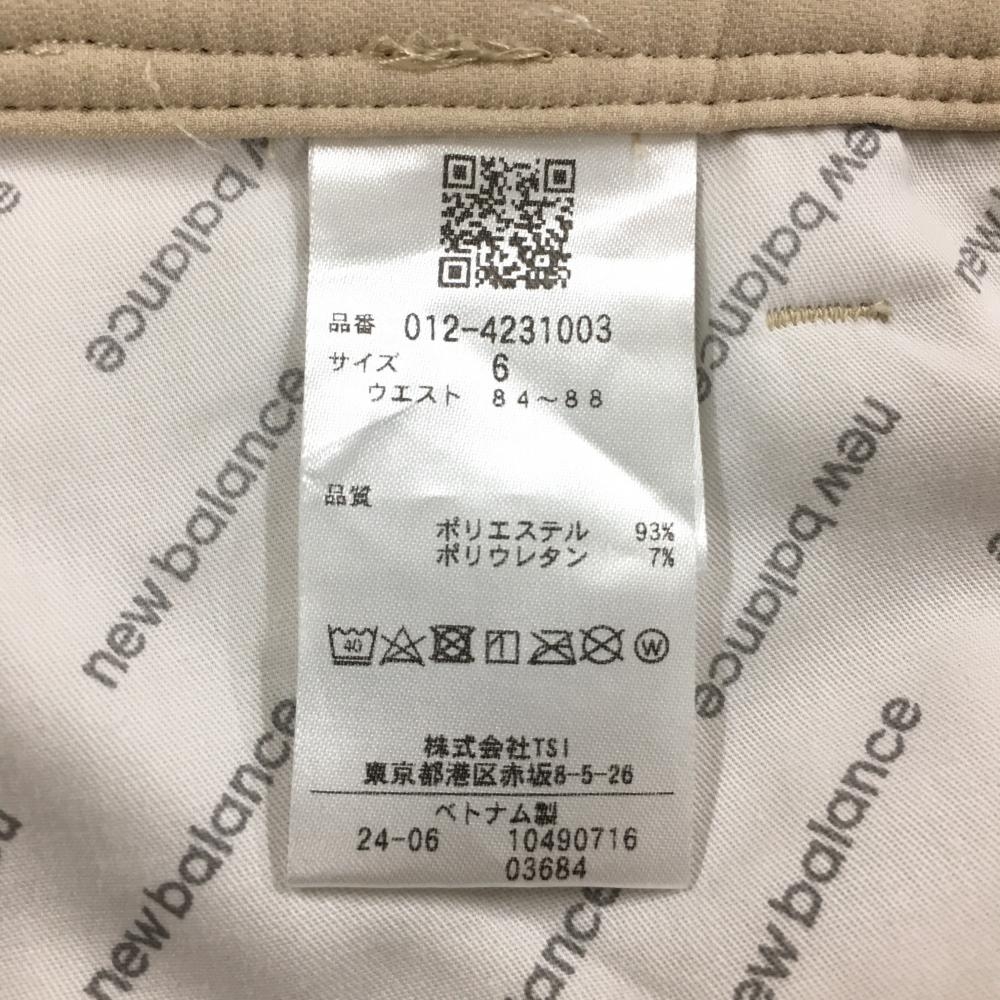 品番 012-4231003
サイズ 6
ウエスト 84～88
品質
ポリエステル 93%
ポリウレタン 7%
40
W
株式会社TSI
東京都港区赤坂8-5-26
ベトナム製
24-06 10490716
03684
new balance
new balance
new balance
new balance
new balance
new balance
new balance